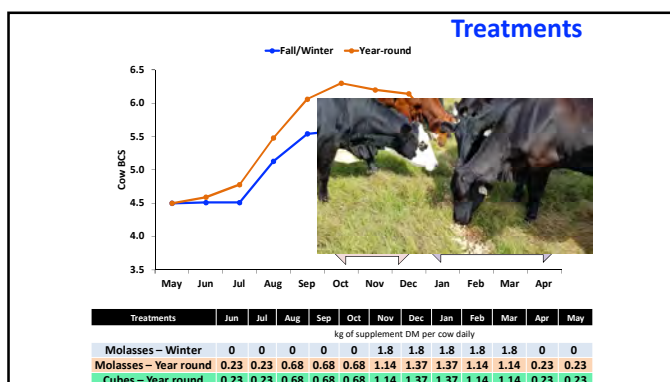 Treatments
Fall/Winter Year-round
6.5
6.0
5.5
5.0
4.5
4.0
3.5
Cow BCS
May Jun Jul Aug Sep Oct Nov Dec Jan Feb Mar Apr
Treatments Jun Jul Aug Sep Oct Nov Dec Jan Feb Mar Apr May
kg of supplement DM per cow daily
Molasses – Winter 0 0 0 0 0 1.8 1.8 1.8 1.8 1.8 0 0
Molasses – Year round 0.23 0.23 0.68 0.68 0.68 1.14 1.37 1.37 1.14 1.14 0.23 0.23
Cubes – Year round 0.23 0.23 0.68 0.68 0.68 1.14 1.37 1.37 1.14 1.14 0.23 0.23